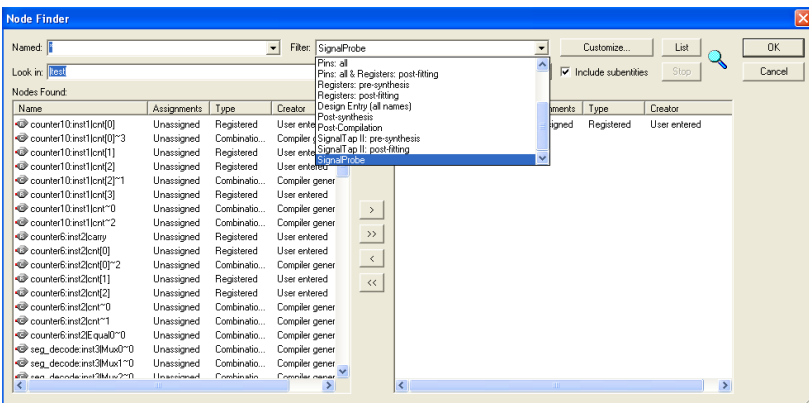 Node Finder
Named: * Filter: SignalProbe Customize... List OK
Look in: |test| Include subentities Stop Cancel
Nodes Found:
Pins: all
Pins: all & Registers: post-fitting
Registers: pre-synthesis
Registers: post-fitting
Design Entry (all names)
Post-synthesis
Post-Compilation
SignalTap II: pre-synthesis
SignalTap II: post-fitting
SignalProbe
Name Assignments Type Creator
counter10:inst1|cnt[0] Unassigned Registered User ente
counter10:inst1|cnt[0]~3 Unassigned Combinatio... Compiler
counter10:inst1|cnt[1] Unassigned Registered User ente
counter10:inst1|cnt[2] Unassigned Registered User entered
counter10:inst1|cnt[2]~1 Unassigned Combinatio... Compiler gener
counter10:inst1|cnt[3] Unassigned Registered User entered
counter10:inst1|cnt~0 Unassigned Combinatio... Compiler gener
counter10:inst1|cnt~2 Unassigned Combinatio... Compiler gener
counter6:inst2|carry Unassigned Registered User entered
counter6:inst2|cnt[0] Unassigned Registered User entered
counter6:inst2|cnt[0]~2 Unassigned Combinatio... Compiler gener
counter6:inst2|cnt[1] Unassigned Registered User entered
counter6:inst2|cnt[2] Unassigned Registered User entered
counter6:inst2|cnt~0 Unassigned Combinatio... Compiler gener
counter6:inst2|cnt~1 Unassigned Combinatio... Compiler gener
counter6:inst2|Equal0~0 Unassigned Combinatio... Compiler gener
seg_decode:inst3|Mux0~0 Unassigned Combinatio... Compiler gener
seg_decode:inst3|Mux1~0 Unassigned Combinatio... Compiler gener
seg_decode:inst3|Mux2~0 Unassigned Combinatio... Compiler gener
nments Type Creator
signed Registered User entered
>
>>
<
<<